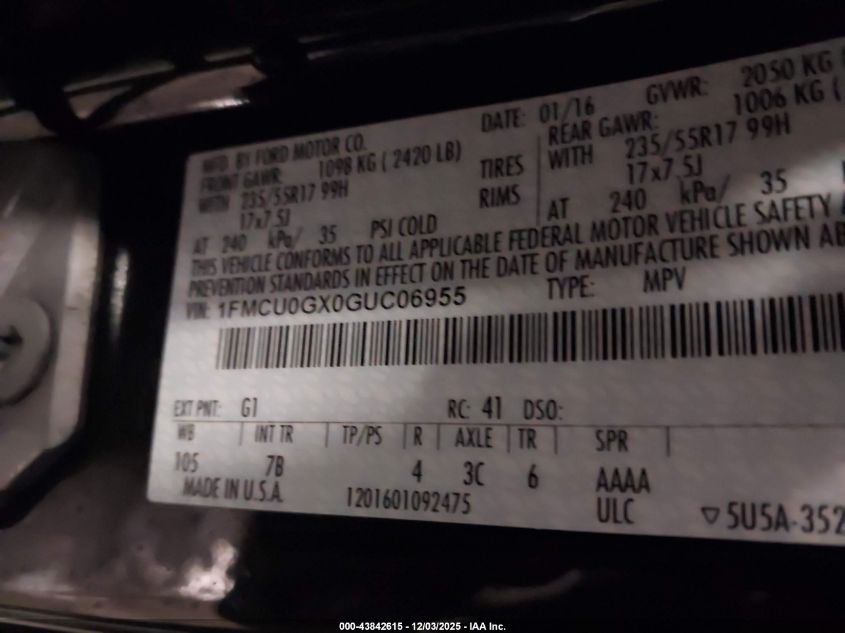 MFD. BY FORD MOTOR CO.
DATE: 01/16
GVWR: 2050 KG
FRONT GAWR: 1098 KG ( 2420 LB)
REAR GAWR: 1006 KG (
WITH 235/55R17 99H TIRES
WITH 235/55R17 99H
17x7.5J RIMS
17x7.5J
AT 240 kPa/ 35 PSI COLD
AT 240 kPa/ 35
THIS VEHICLE CONFORMS TO ALL APPLICABLE FEDERAL MOTOR VEHICLE SAFETY
PREVENTION STANDARDS IN EFFECT ON THE DATE OF MANUFACTURE SHOWN AB
VIN: 1FMCU0GX0GUC06955 TYPE: MPV
EXT PNT: G1 RC: 41 DSO:
WB INT TR TP/PS R AXLE TR SPR
105 7B 4 3C 6 AAAA
MADE IN U.S.A. 1201601092475 ULC ▽5U5A-352
000-43842615 - 12/03/2025 - IAA Inc.